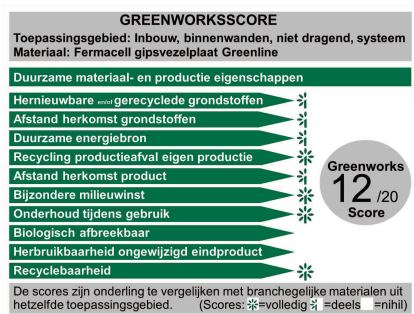 GREENWORKSSCORE
Toepassingsgebied: Inbouw, binnenwanden, niet dragend, systeem
Materiaal: Fermacell gipsvezelplaat Greenline
Duurzame materiaal- en productie eigenschappen
Hernieuwbare en/of gerecyclede grondstoffen
Afstand herkomst grondstoffen
Duurzame energiebron
Recycling productieafval eigen productie
Afstand herkomst product
Bijzondere milieuwinst
Onderhoud tijdens gebruik
Biologisch afbreekbaar
Herbruikbaarheid ongewijzigd eindproduct
Recyclebaarheid
Greenworks
12 /20
Score
De scores zijn onderling te vergelijken met branchegelijke materialen uit
hetzelfde toepassingsgebied. (Scores: =volledig =deels =nihil)